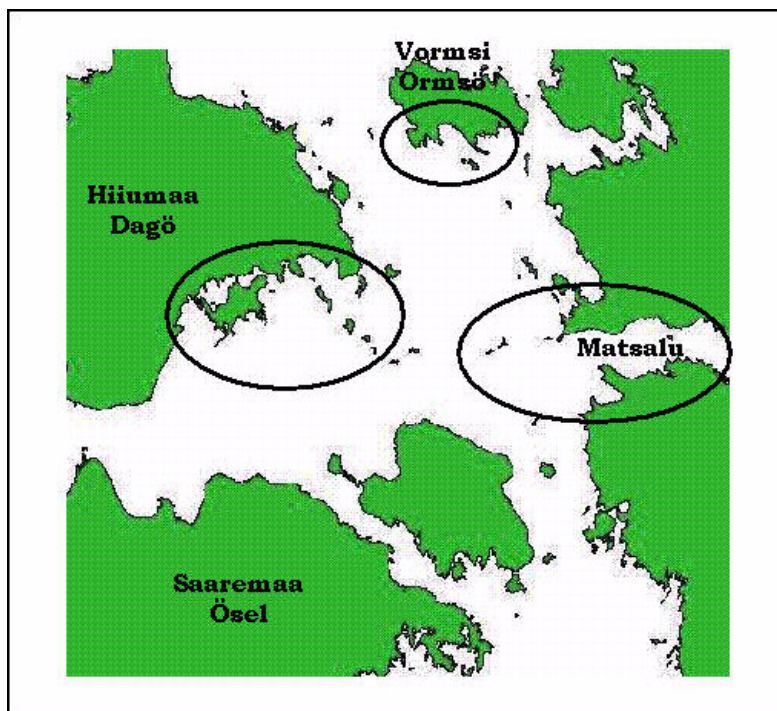 Vormsi
Ormsö
Hiiumaa
Dagö
Matsalu
Saaremaa
Ösel